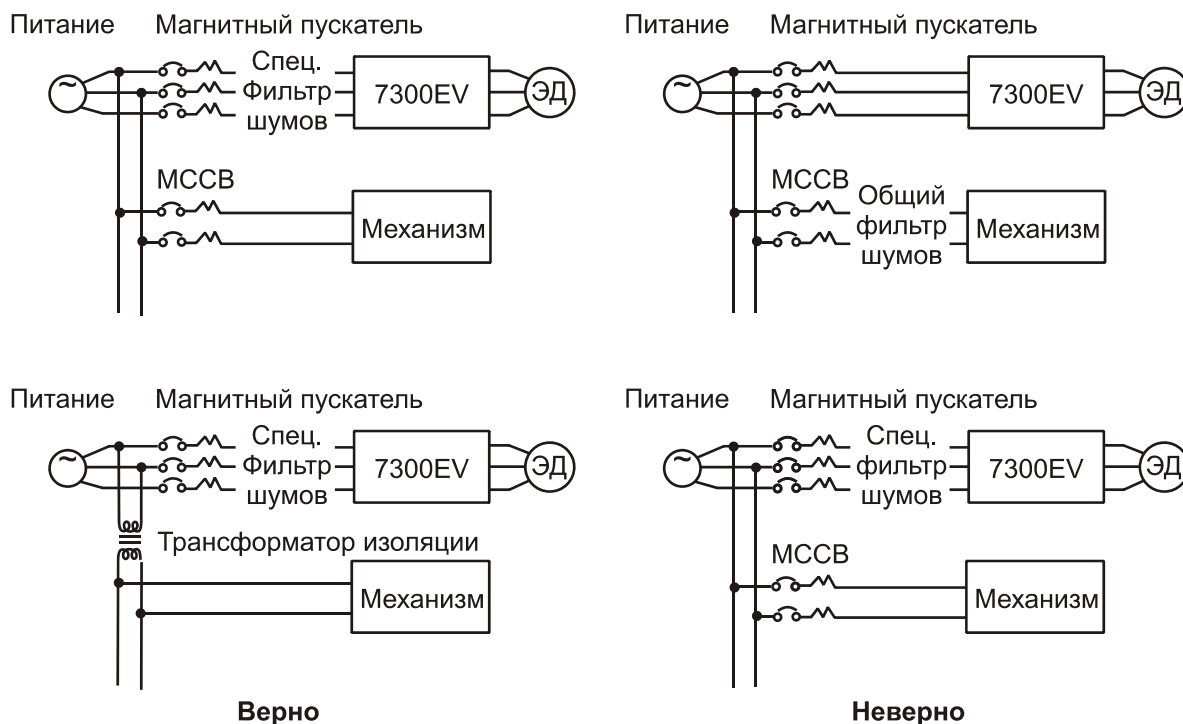 Питание Магнитный пускатель
Спец.
Фильтр
шумов
~
7300EV
ЭД
МССВ
Механизм
Питание Магнитный пускатель
~
7300EV
ЭД
МССВ
Общий
фильтр
шумов
Механизм
Питание Магнитный пускатель
Спец.
Фильтр
шумов
~
7300EV
ЭД
Трансформатор изоляции
Механизм
Верно
Питание Магнитный пускатель
Спец.
фильтр
шумов
~
7300EV
ЭД
МССВ
Механизм
Неверно